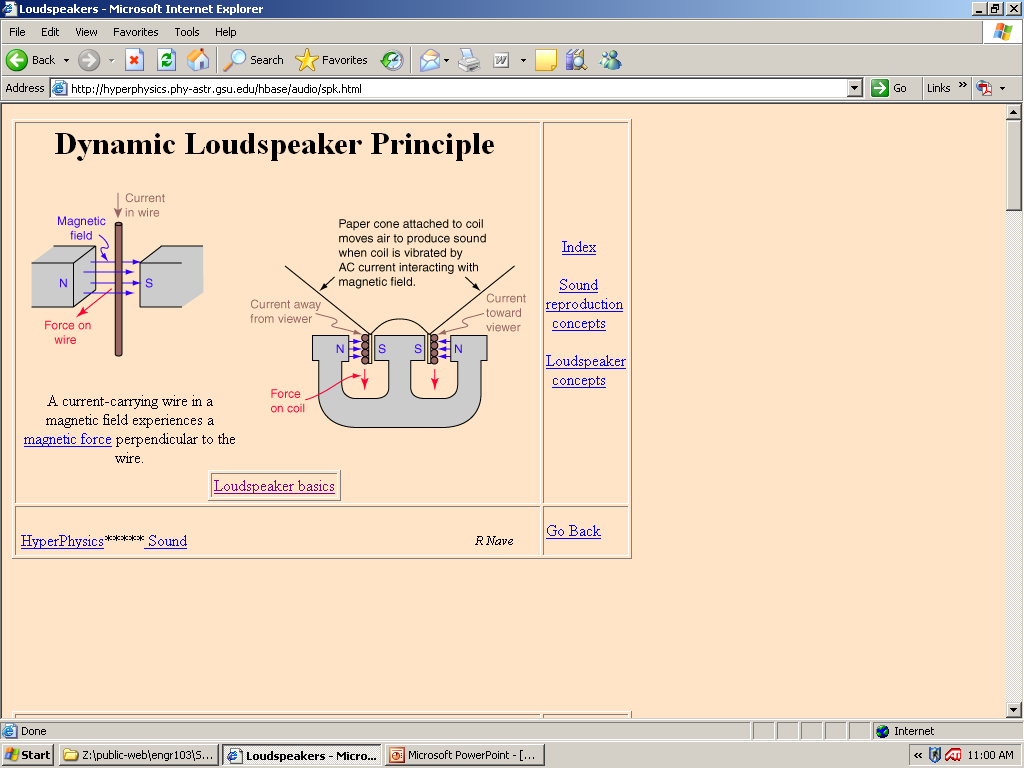 Loudspeakers - Microsoft Internet Explorer
File Edit View Favorites Tools Help
Back Search Favorites
Address http://hyperphysics.phy-astr.gsu.edu/hbase/audio/spk.html Go Links »
Dynamic Loudspeaker Principle
Current
in wire
Magnetic
field
N S
Force on
wire
A current-carrying wire in a
magnetic field experiences a
magnetic force perpendicular to the
wire.
Paper cone attached to coil
moves air to produce sound
when coil is vibrated by
AC current interacting with
magnetic field.
Current away
from viewer
Current
toward
viewer
N S S N
Force
on coil
Loudspeaker basics
Index
Sound
reproduction
concepts
Loudspeaker
concepts
HyperPhysics***** Sound
R Nave
Go Back
Done Internet
Start Z:\public-web\engr103\S... Loudspeakers - Micro... Microsoft PowerPoint - [... « 11:00 AM